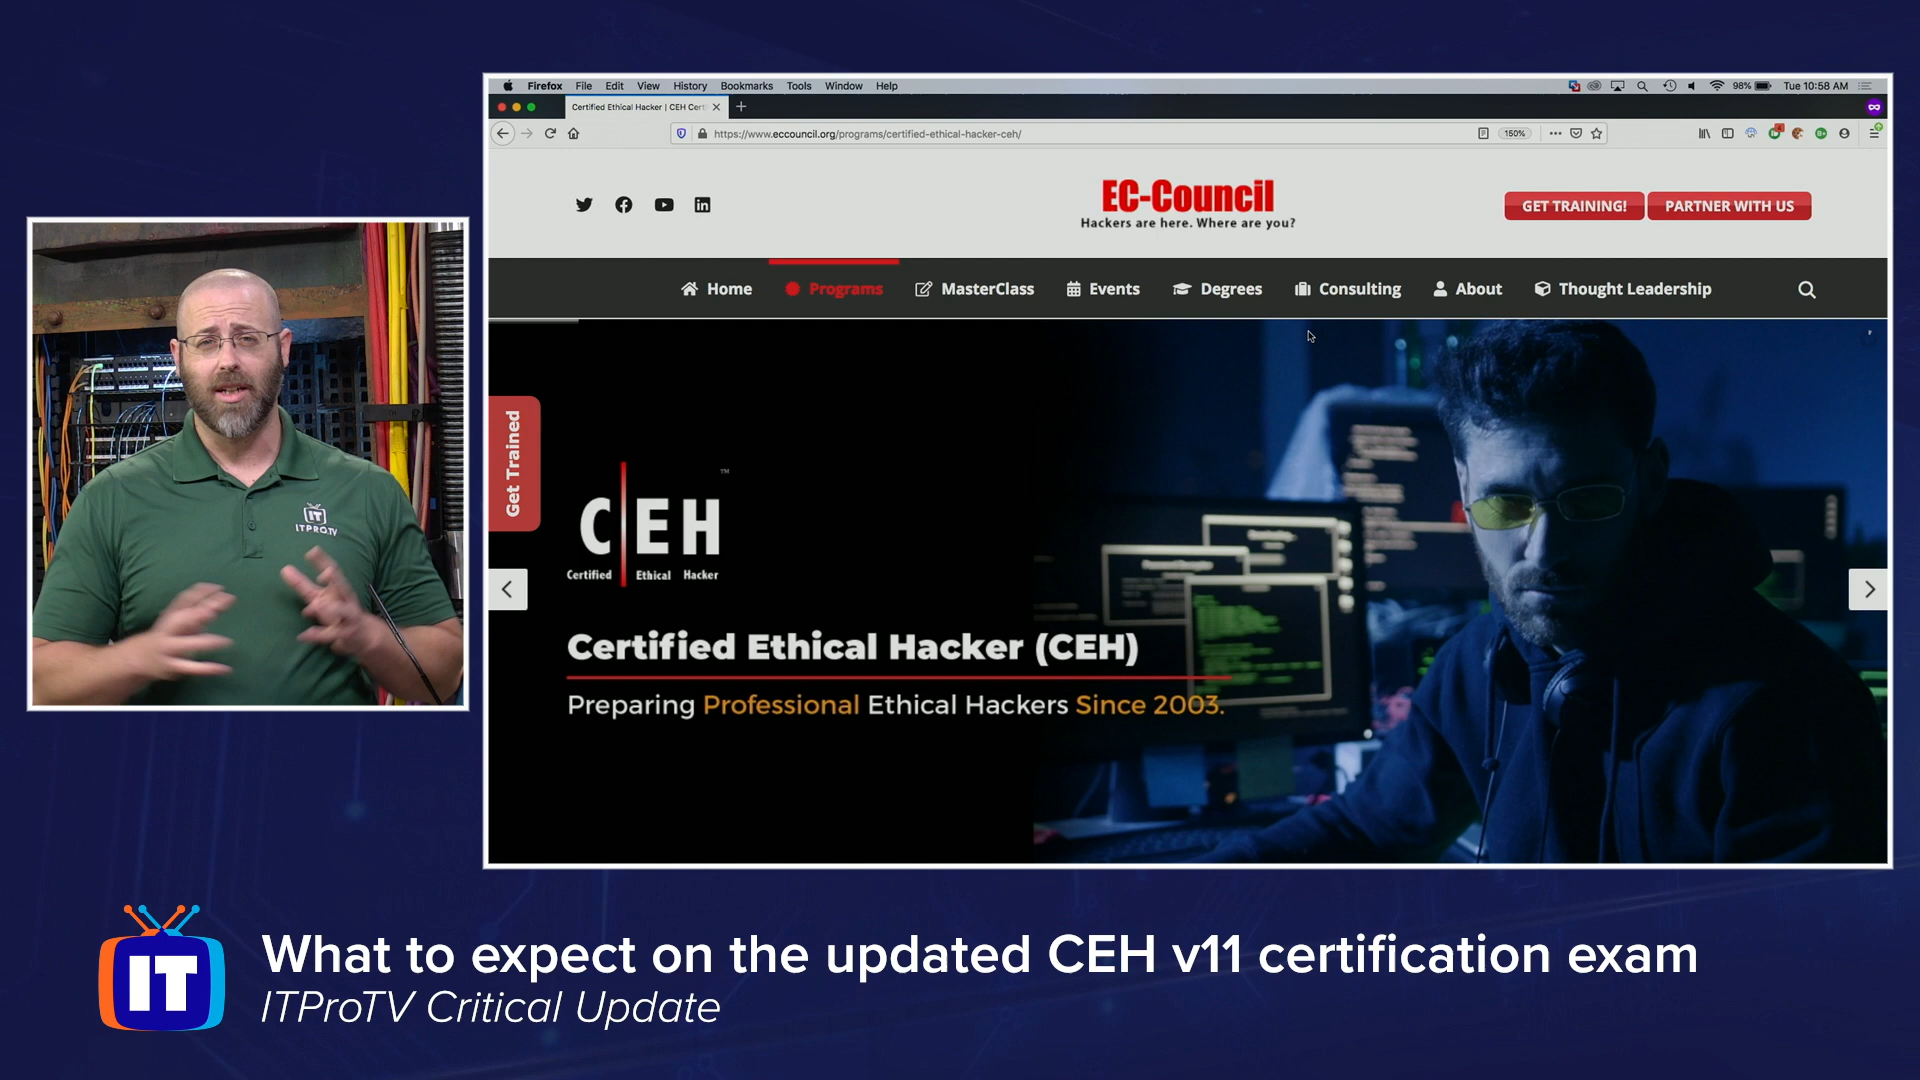 Firefox File Edit View History Bookmarks Tools Window Help
98% Tue 10:58 AM
Certified Ethical Hacker | CEH Cert
https://www.eccouncil.org/programs/certified-ethical-hacker-ceh/
150%
EC-Council
Hackers are here. Where are you?
GET TRAINING! PARTNER WITH US
Home Programs MasterClass Events Degrees Consulting About Thought Leadership
Get Trained
C|EH™
Certified Ethical Hacker
Certified Ethical Hacker (CEH)
Preparing Professional Ethical Hackers Since 2003.
IT
ITPRO.TV
IT
What to expect on the updated CEH v11 certification exam
ITProTV Critical Update